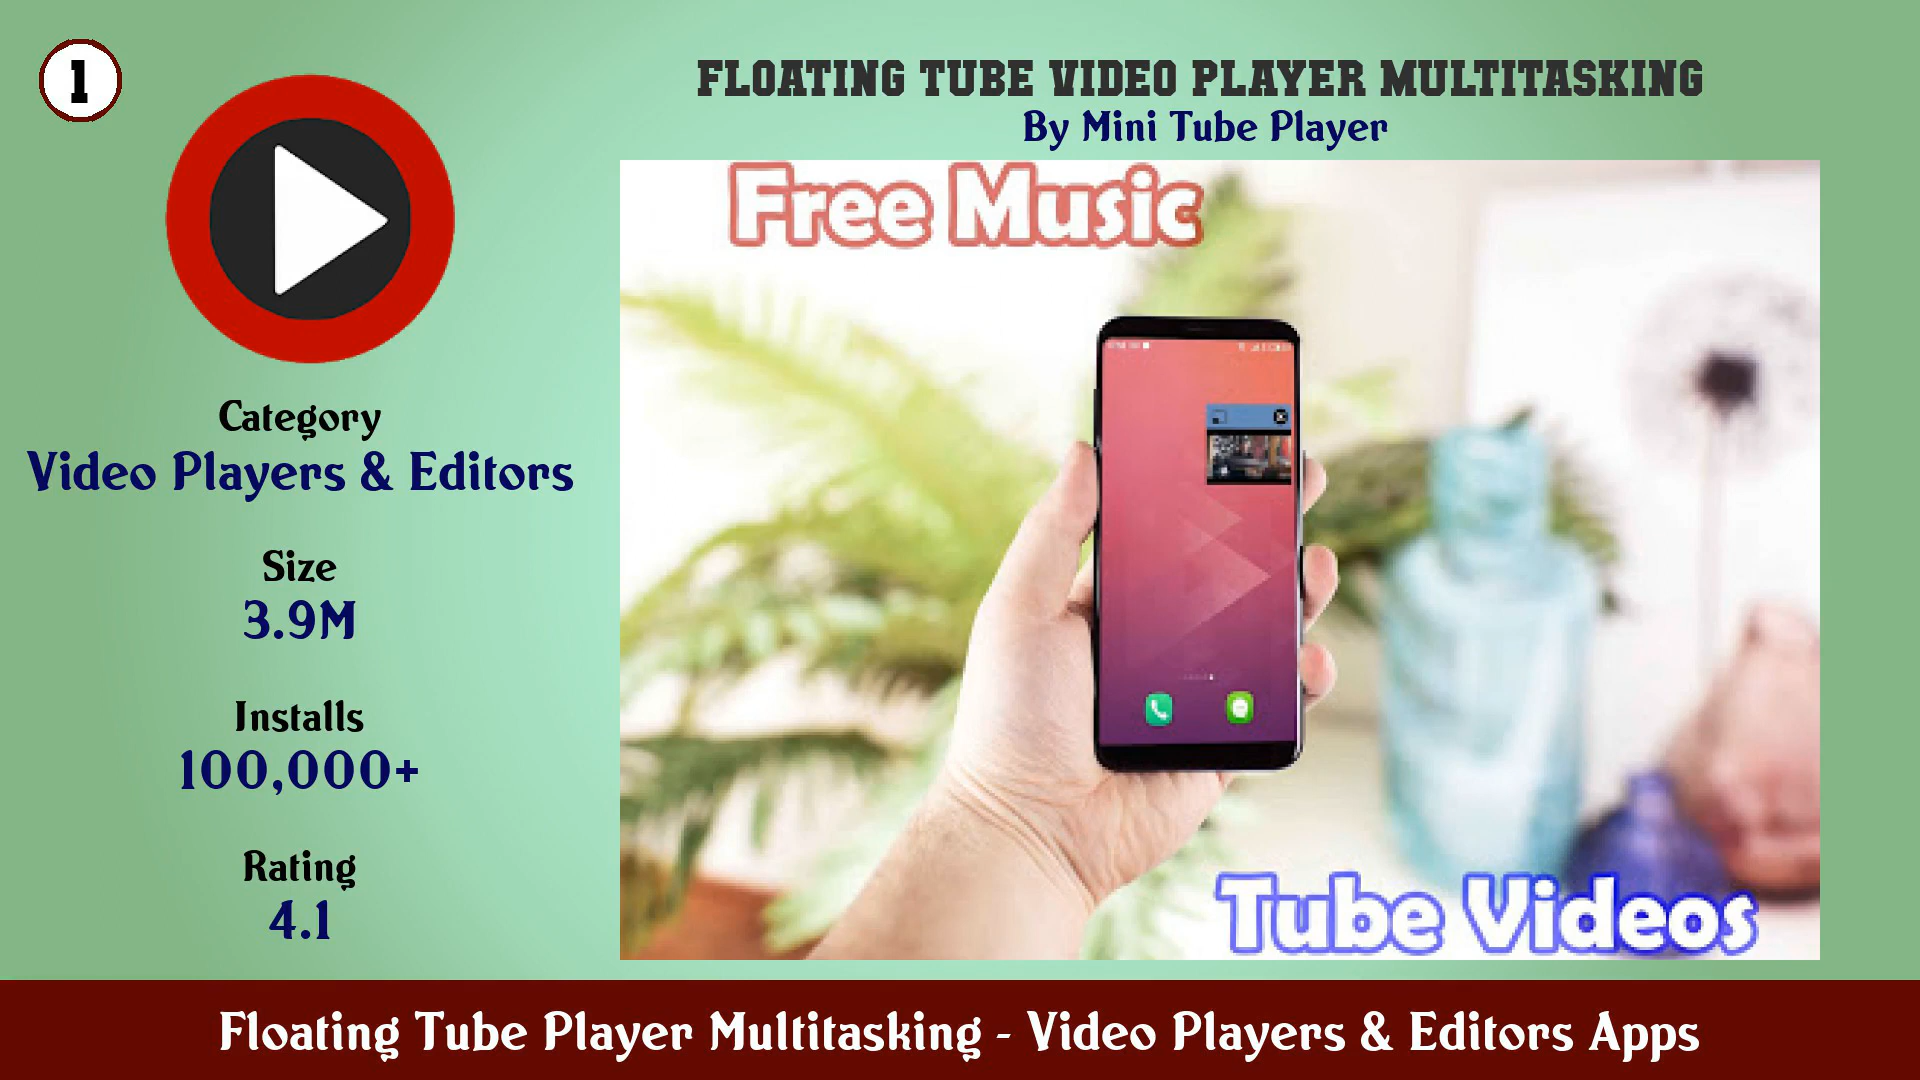 1
FLOATING TUBE VIDEO PLAYER MULTITASKING
By Mini Tube Player
Free Music
Category
Video Players & Editors
Size
3.9M
Installs
100,000+
Rating
4.1
Tube Videos
Floating Tube Player Multitasking - Video Players & Editors Apps